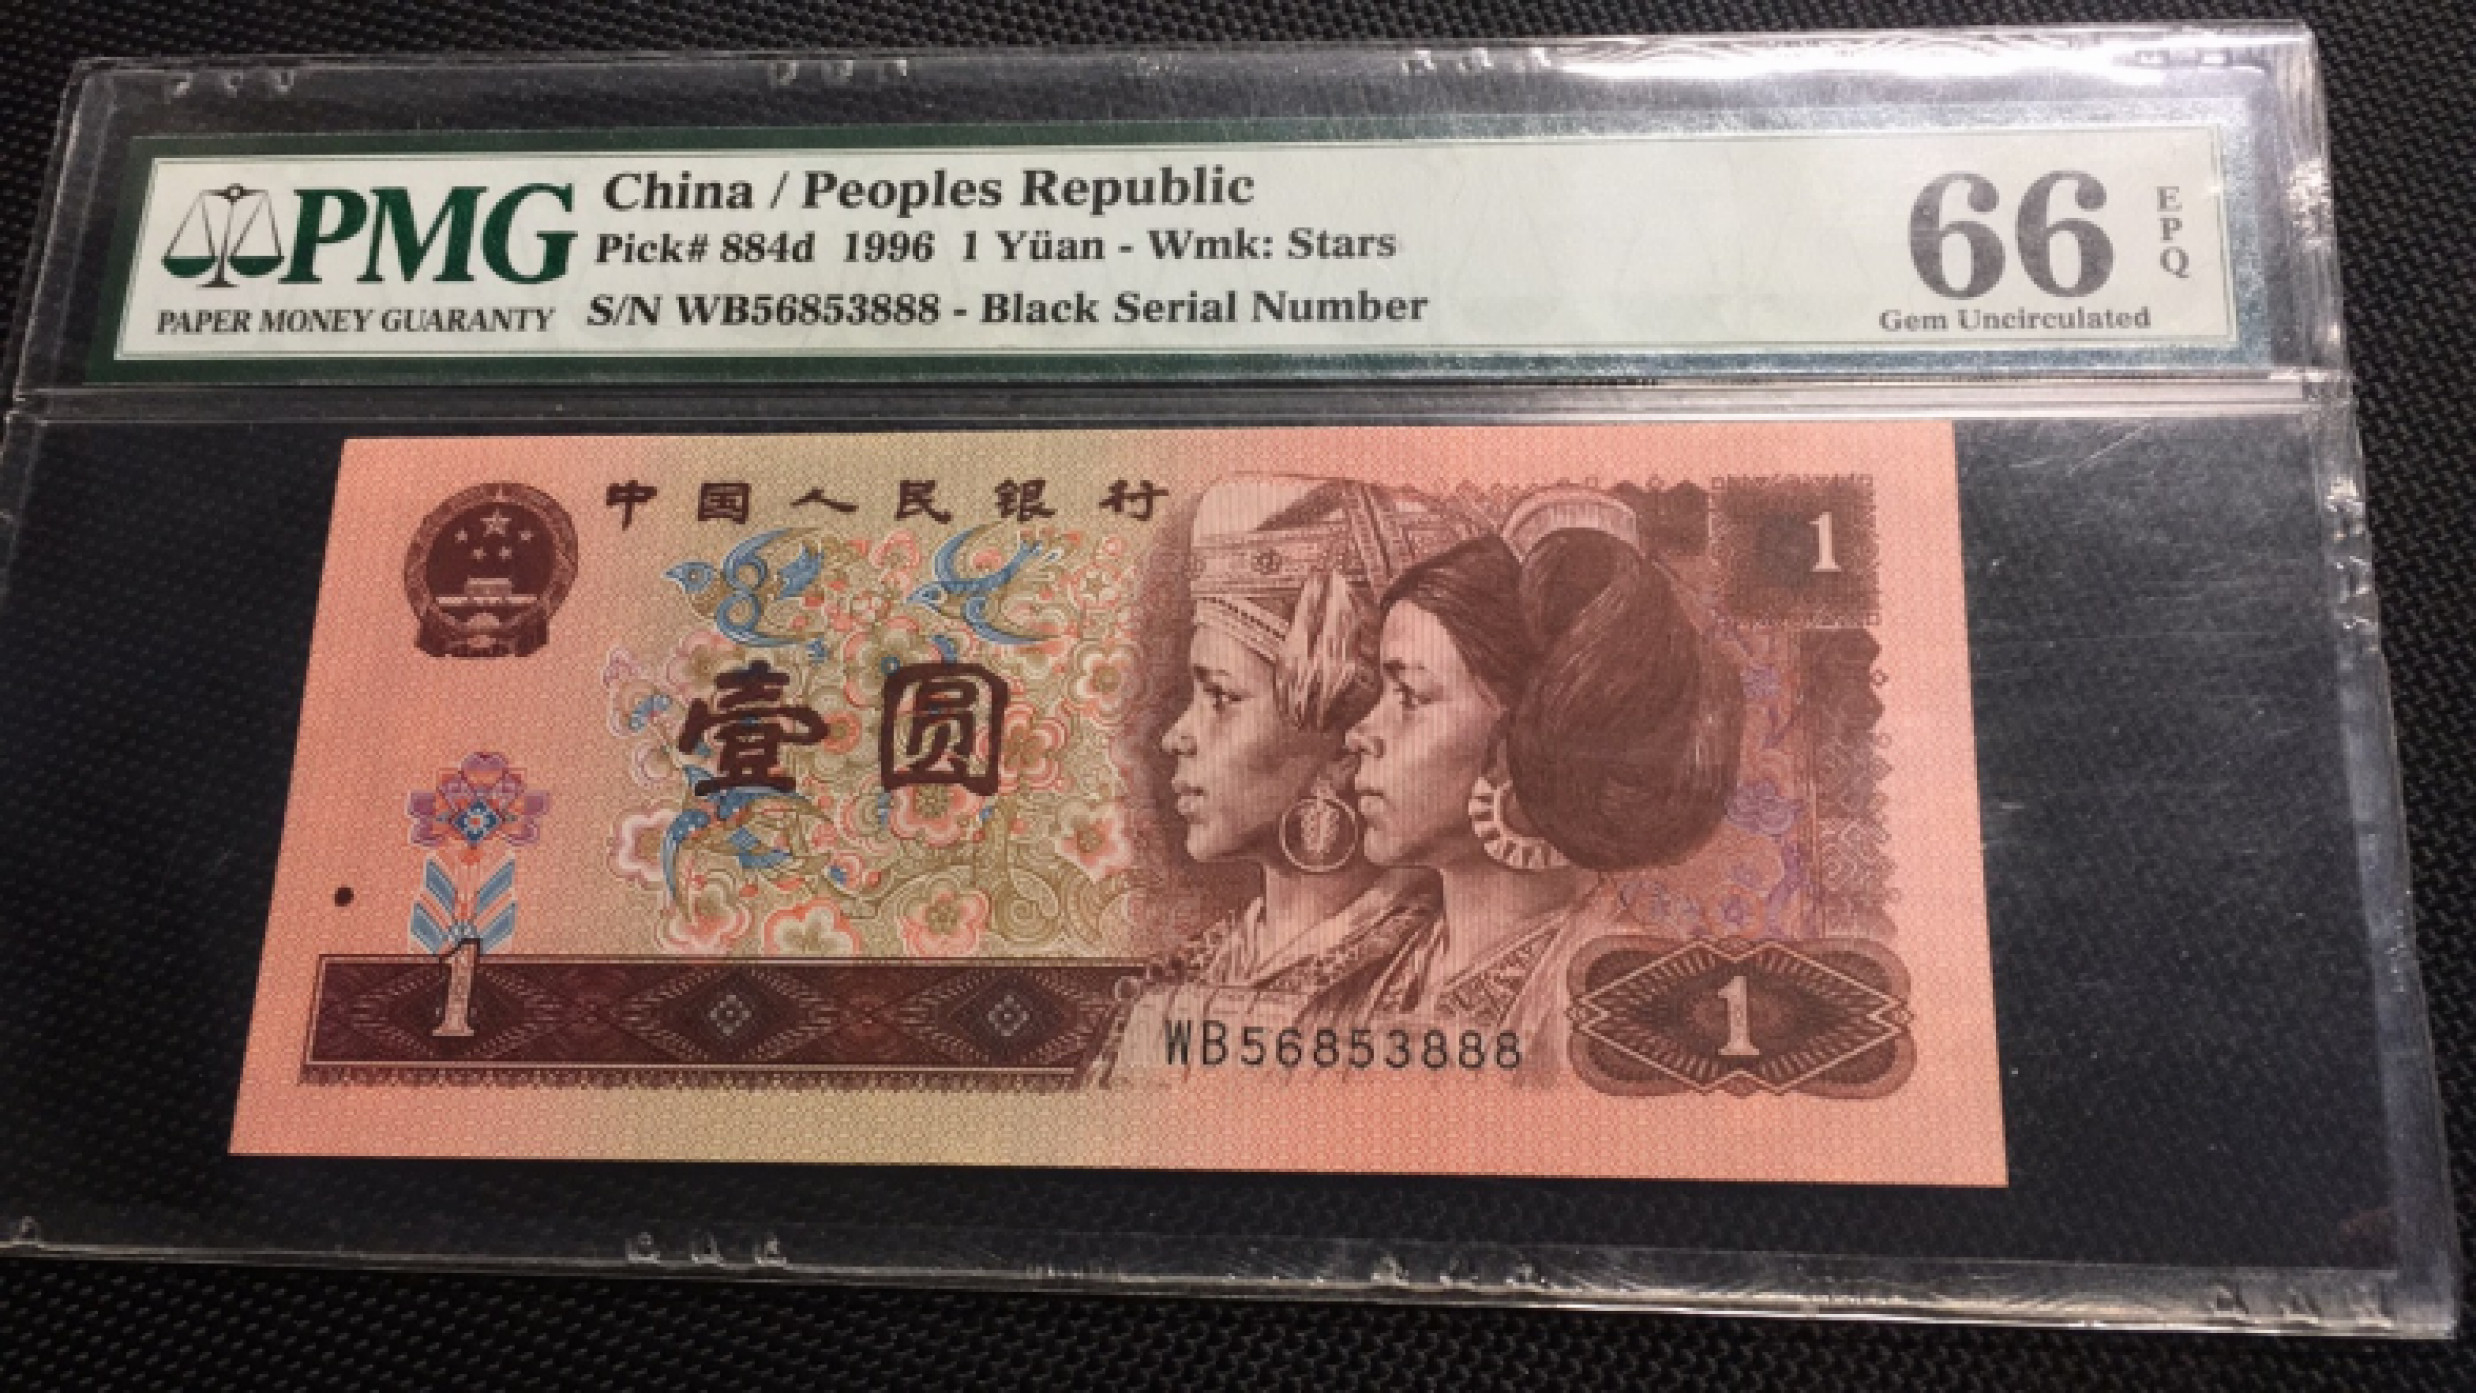 PMG
PAPER MONEY GUARANTY
China / Peoples Republic
Pick# 884d 1996 1 Yüan - Wmk: Stars
S/N WB56853888 - Black Serial Number
66
EPQ
Gem Uncirculated
中国人民银行
1
壹圆
1
WB56853888
1